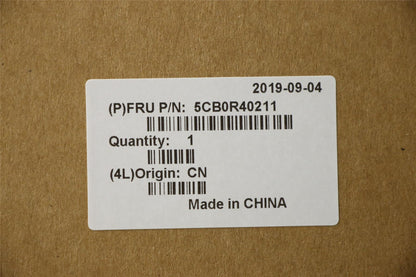 2019-09-04
(P)FRU P/N: 5CB0R40211
Quantity: 1
(4L)Origin: CN
Made in CHINA